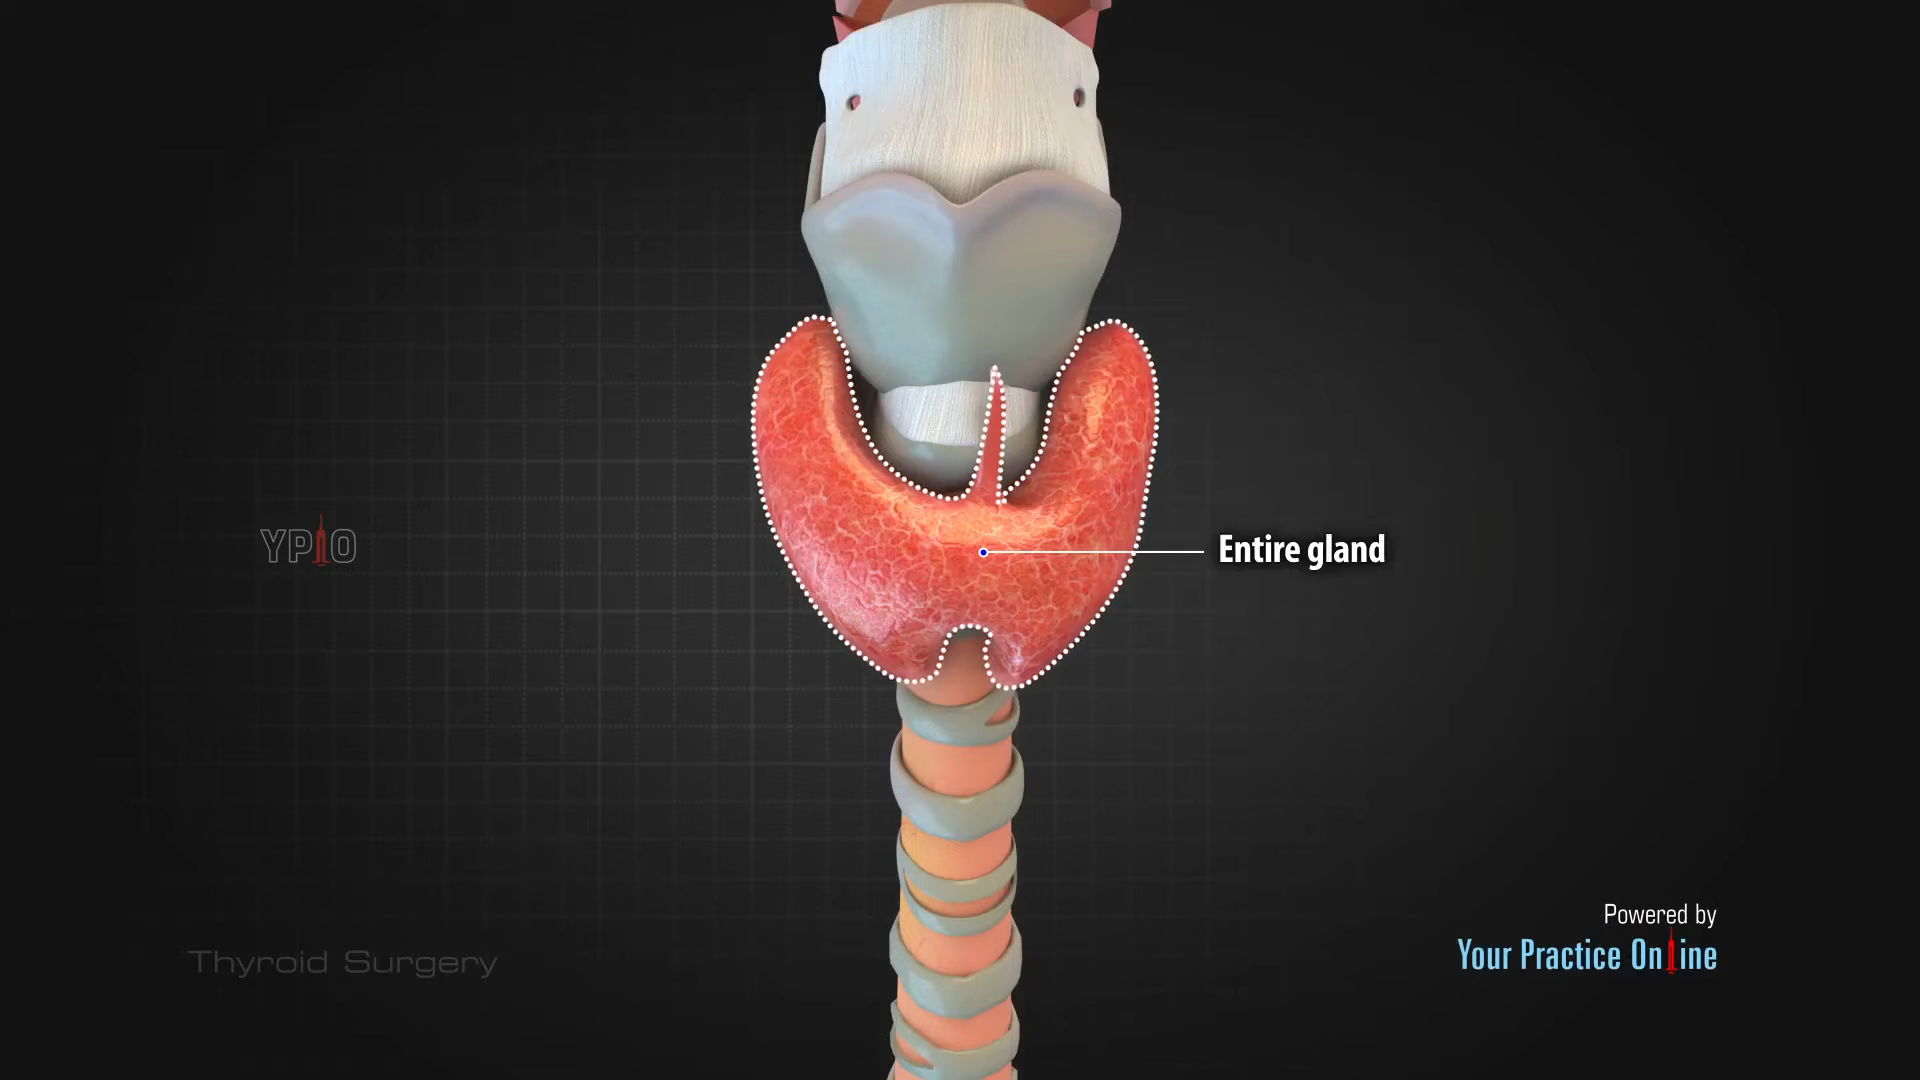 YPIO
Entire gland
Powered by
Your Practice Online
Thyroid Surgery